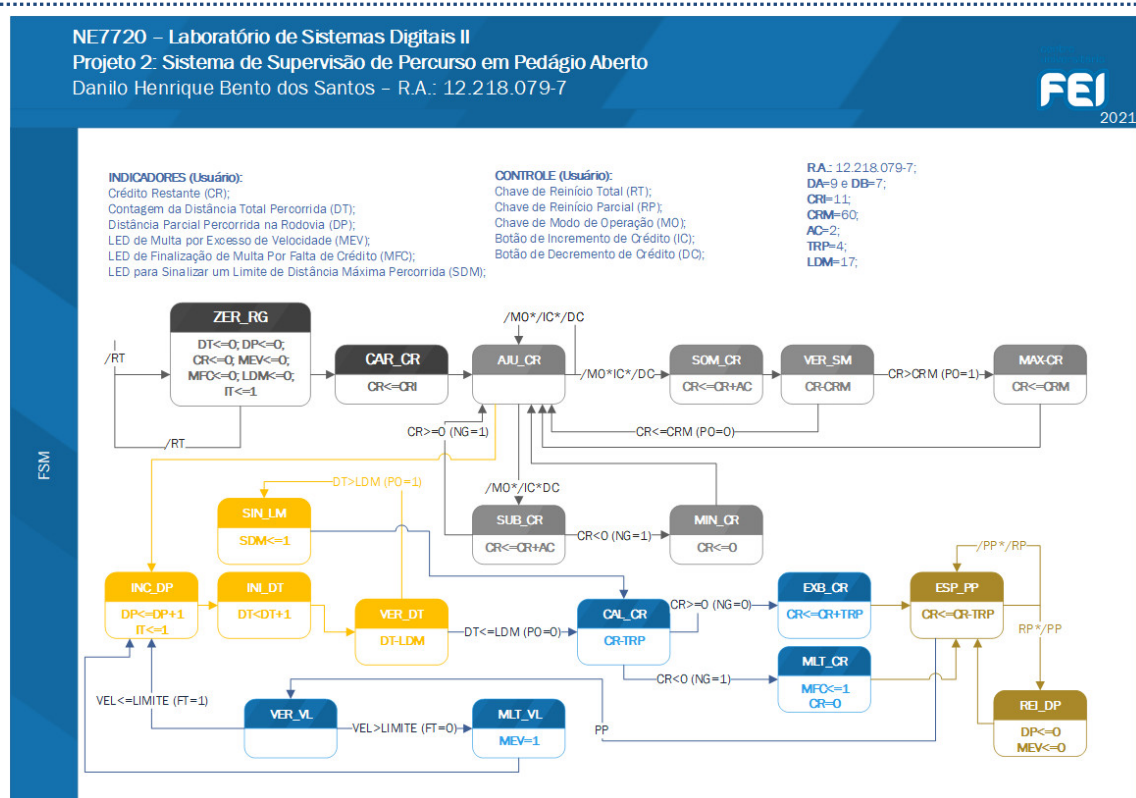 NE7720 – Laboratório de Sistemas Digitais II
Projeto 2: Sistema de Supervisão de Percurso em Pedágio Aberto
Danilo Henrique Bento dos Santos – R.A.: 12.218.079-7
FEI
2021
INDICADORES (Usuário):
Crédito Restante (CR);
Contagem da Distância Total Percorrida (DT);
Distância Parcial Percorrida na Rodovia (DP);
LED de Multa por Excesso de Velocidade (MEV);
LED de Finalização de Multa Por Falta de Crédito (MFC);
LED para Sinalizar um Limite de Distância Máxima Percorrida (SDM);
CONTROLE (Usuário):
Chave de Reinício Total (RT);
Chave de Reinício Parcial (RP);
Chave de Modo de Operação (MO);
Botão de Incremento de Crédito (IC);
Botão de Decremento de Crédito (DC);
R.A.: 12.218.079-7;
DA=9 e DB=7;
CRI=11;
CRM=60;
AC=2;
TRP=4;
LDM=17;
FSM
/RT
ZER_RG
DT<=0; DP<=0;
CR<=0; MEV<=0;
MFC<=0; LDM<=0;
IT<=1
/RT
CAR_CR
CR<=CRI
/MO*/IC*/DC
AJU_CR
/MO*IC*/DC
SOM_CR
CR<=CR+AC
VER_SM
CR-CRM
CR>CRM (PO=1)
MAX-CR
CR<=CRM
CR>=0 (NG=1)
CR<=CRM (PO=0)
/MO*/IC*DC
SUB_CR
CR<=CR+AC
CR<0 (NG=1)
MIN_CR
CR<=0
DT>LDM (PO=1)
SIN_LM
SDM<=1
INC_DP
DP<=DP+1
IT<=1
INI_DT
DT<DT+1
VER_DT
DT-LDM
DT<=LDM (PO=0)
CAL_CR
CR-TRP
CR>=0 (NG=0)
EXB_CR
CR<=CR+TRP
/PP*/RP
ESP_PP
CR<=CR-TRP
RP*/PP
CR<0 (NG=1)
MLT_CR
MFC<=1
CR=0
REI_DP
DP<=0
MEV<=0
VEL<=LIMITE (FT=1)
VER_VL
VEL>LIMITE (FT=0)
MLT_VL
MEV=1
PP